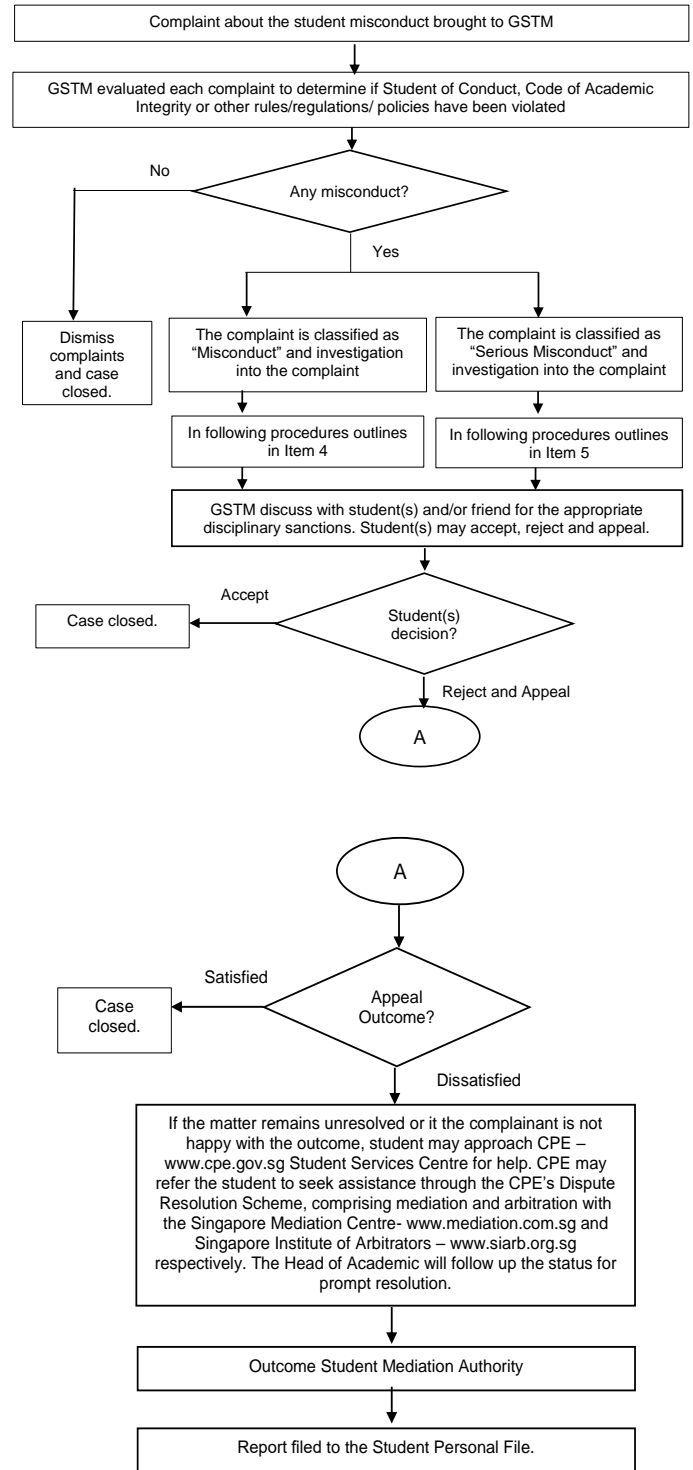 Complaint about the student misconduct brought to GSTM
GSTM evaluated each complaint to determine if Student of Conduct, Code of Academic
Integrity or other rules/regulations/ policies have been violated
No
Any misconduct?
Yes
Dismiss
complaints
and case
closed.
The complaint is classified as
“Misconduct” and investigation
into the complaint
The complaint is classified as
“Serious Misconduct” and
investigation into the complaint
In following procedures outlines
in Item 4
In following procedures outlines
in Item 5
GSTM discuss with student(s) and/or friend for the appropriate
disciplinary sanctions. Student(s) may accept, reject and appeal.
Accept
Case closed.
Student(s)
decision?
Reject and Appeal
A
A
Satisfied
Case
closed.
Appeal
Outcome?
Dissatisfied
If the matter remains unresolved or it the complainant is not
happy with the outcome, student may approach CPE –
www.cpe.gov.sg Student Services Centre for help. CPE may
refer the student to seek assistance through the CPE’s Dispute
Resolution Scheme, comprising mediation and arbitration with
the Singapore Mediation Centre- www.mediation.com.sg and
Singapore Institute of Arbitrators – www.siarb.org.sg
respectively. The Head of Academic will follow up the status for
prompt resolution.
Outcome Student Mediation Authority
Report filed to the Student Personal File.